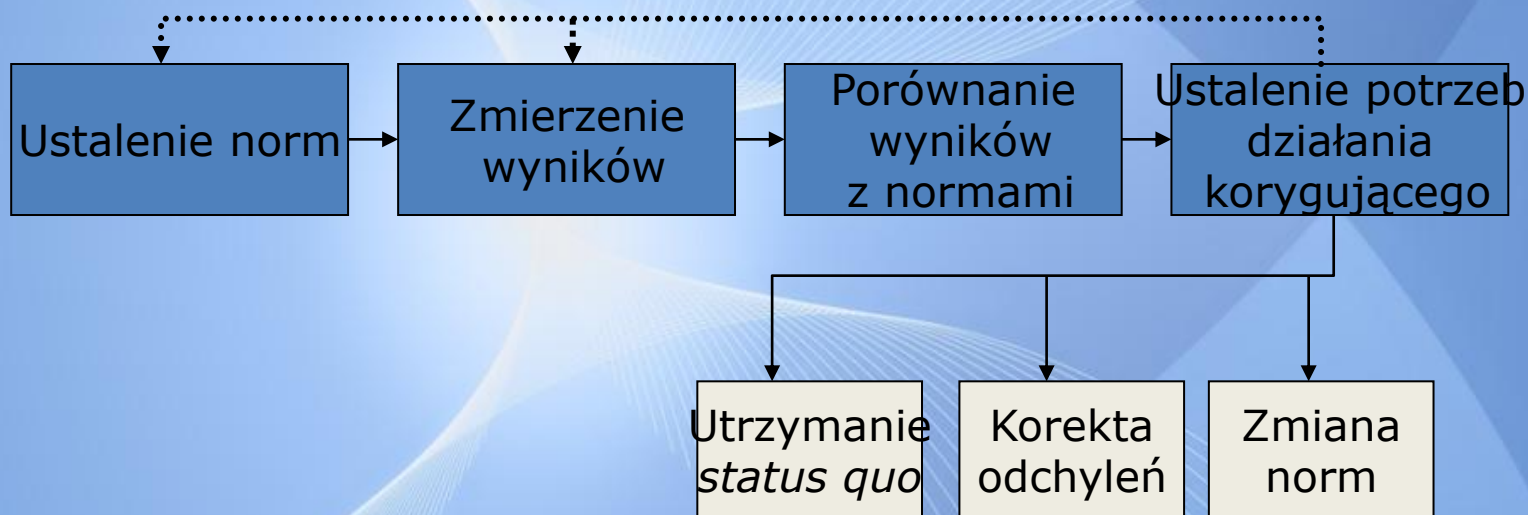 Ustalenie norm
Zmierzenie
wyników
Porównanie
wyników
z normami
Ustalenie potrzeb
działania
korygującego
Utrzymanie
status quo
Korekta
odchyleń
Zmiana
norm